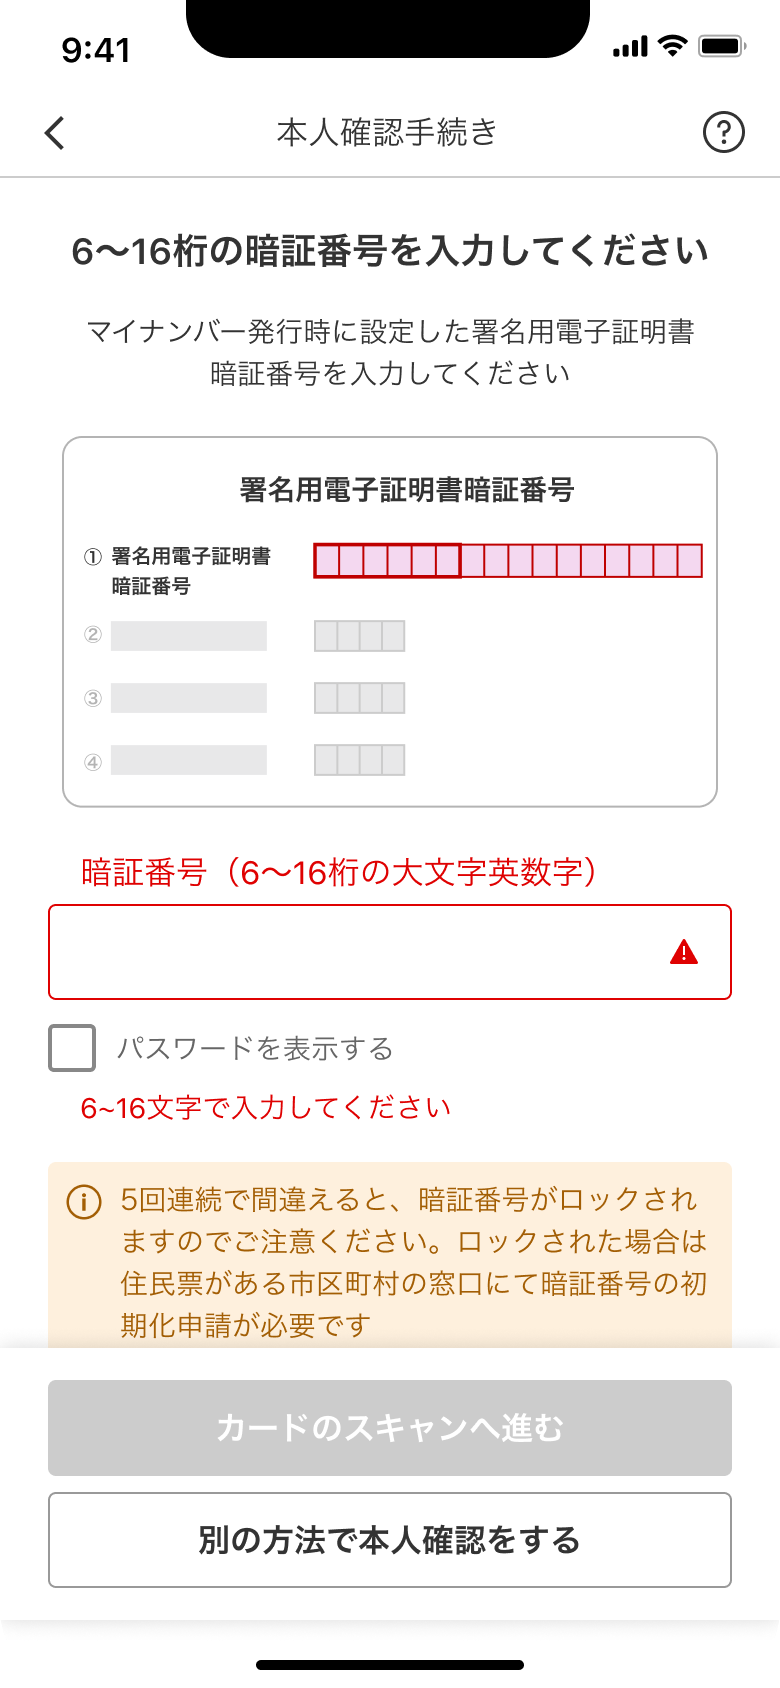 9:41
本人確認手続き
6〜16桁の暗証番号を入力してください
マイナンバー発行時に設定した署名用電子証明書
暗証番号を入力してください
署名用電子証明書暗証番号
① 署名用電子証明書
暗証番号
②
③
④
暗証番号（6〜16桁の大文字英数字）
パスワードを表示する
6~16文字で入力してください
5回連続で間違えると、暗証番号がロックされ
ますのでご注意ください。ロックされた場合は
住民票がある市区町村の窓口にて暗証番号の初
期化申請が必要です
カードのスキャンへ進む
別の方法で本人確認をする